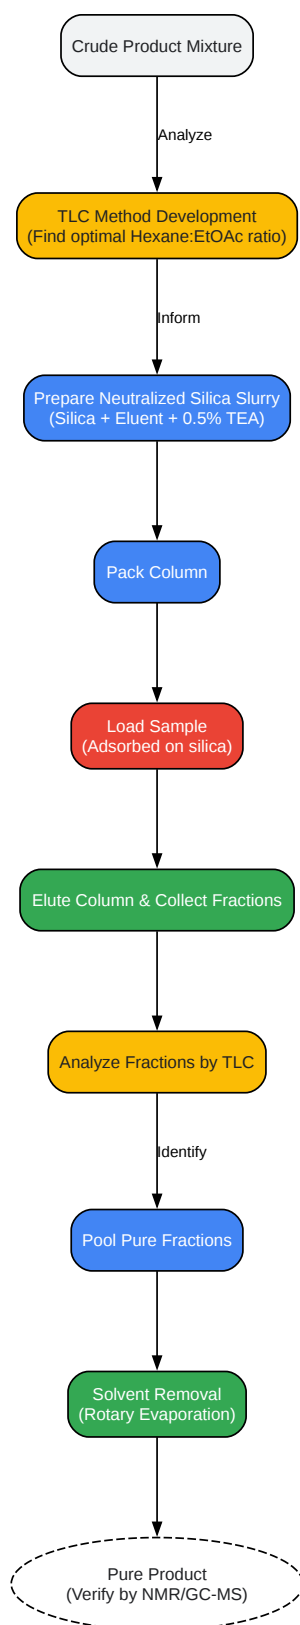 Crude Product Mixture
Analyze
TLC Method Development
(Find optimal Hexane:EtOAc ratio)
Inform
Prepare Neutralized Silica Slurry
(Silica + Eluent + 0.5% TEA)
Pack Column
Load Sample
(Adsorbed on silica)
Elute Column & Collect Fractions
Analyze Fractions by TLC
Identify
Pool Pure Fractions
Solvent Removal
(Rotary Evaporation)
Pure Product
(Verify by NMR/GC-MS)